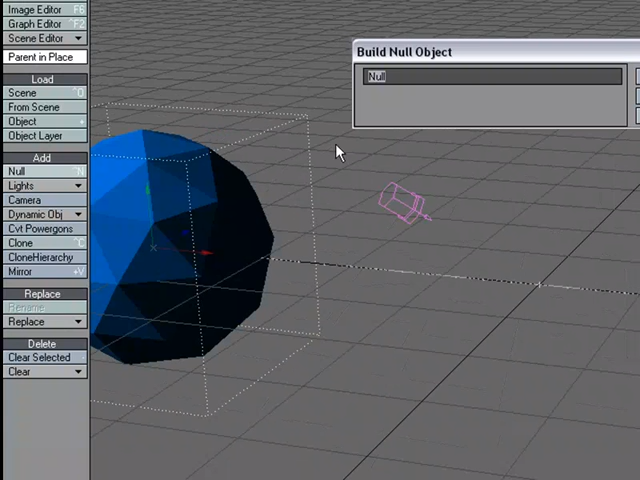 Image Editor F6
Graph Editor ^F2
Scene Editor
Parent in Place
Load
Scene ^O
From Scene
Object +
Object Layer
Add
Null ^N
Lights
Camera
Dynamic Obj
Cvt Powergons
Clone ^C
CloneHierarchy
Mirror +V
Replace
Rename
Replace
Delete
Clear Selected -
Clear
Build Null Object
Null